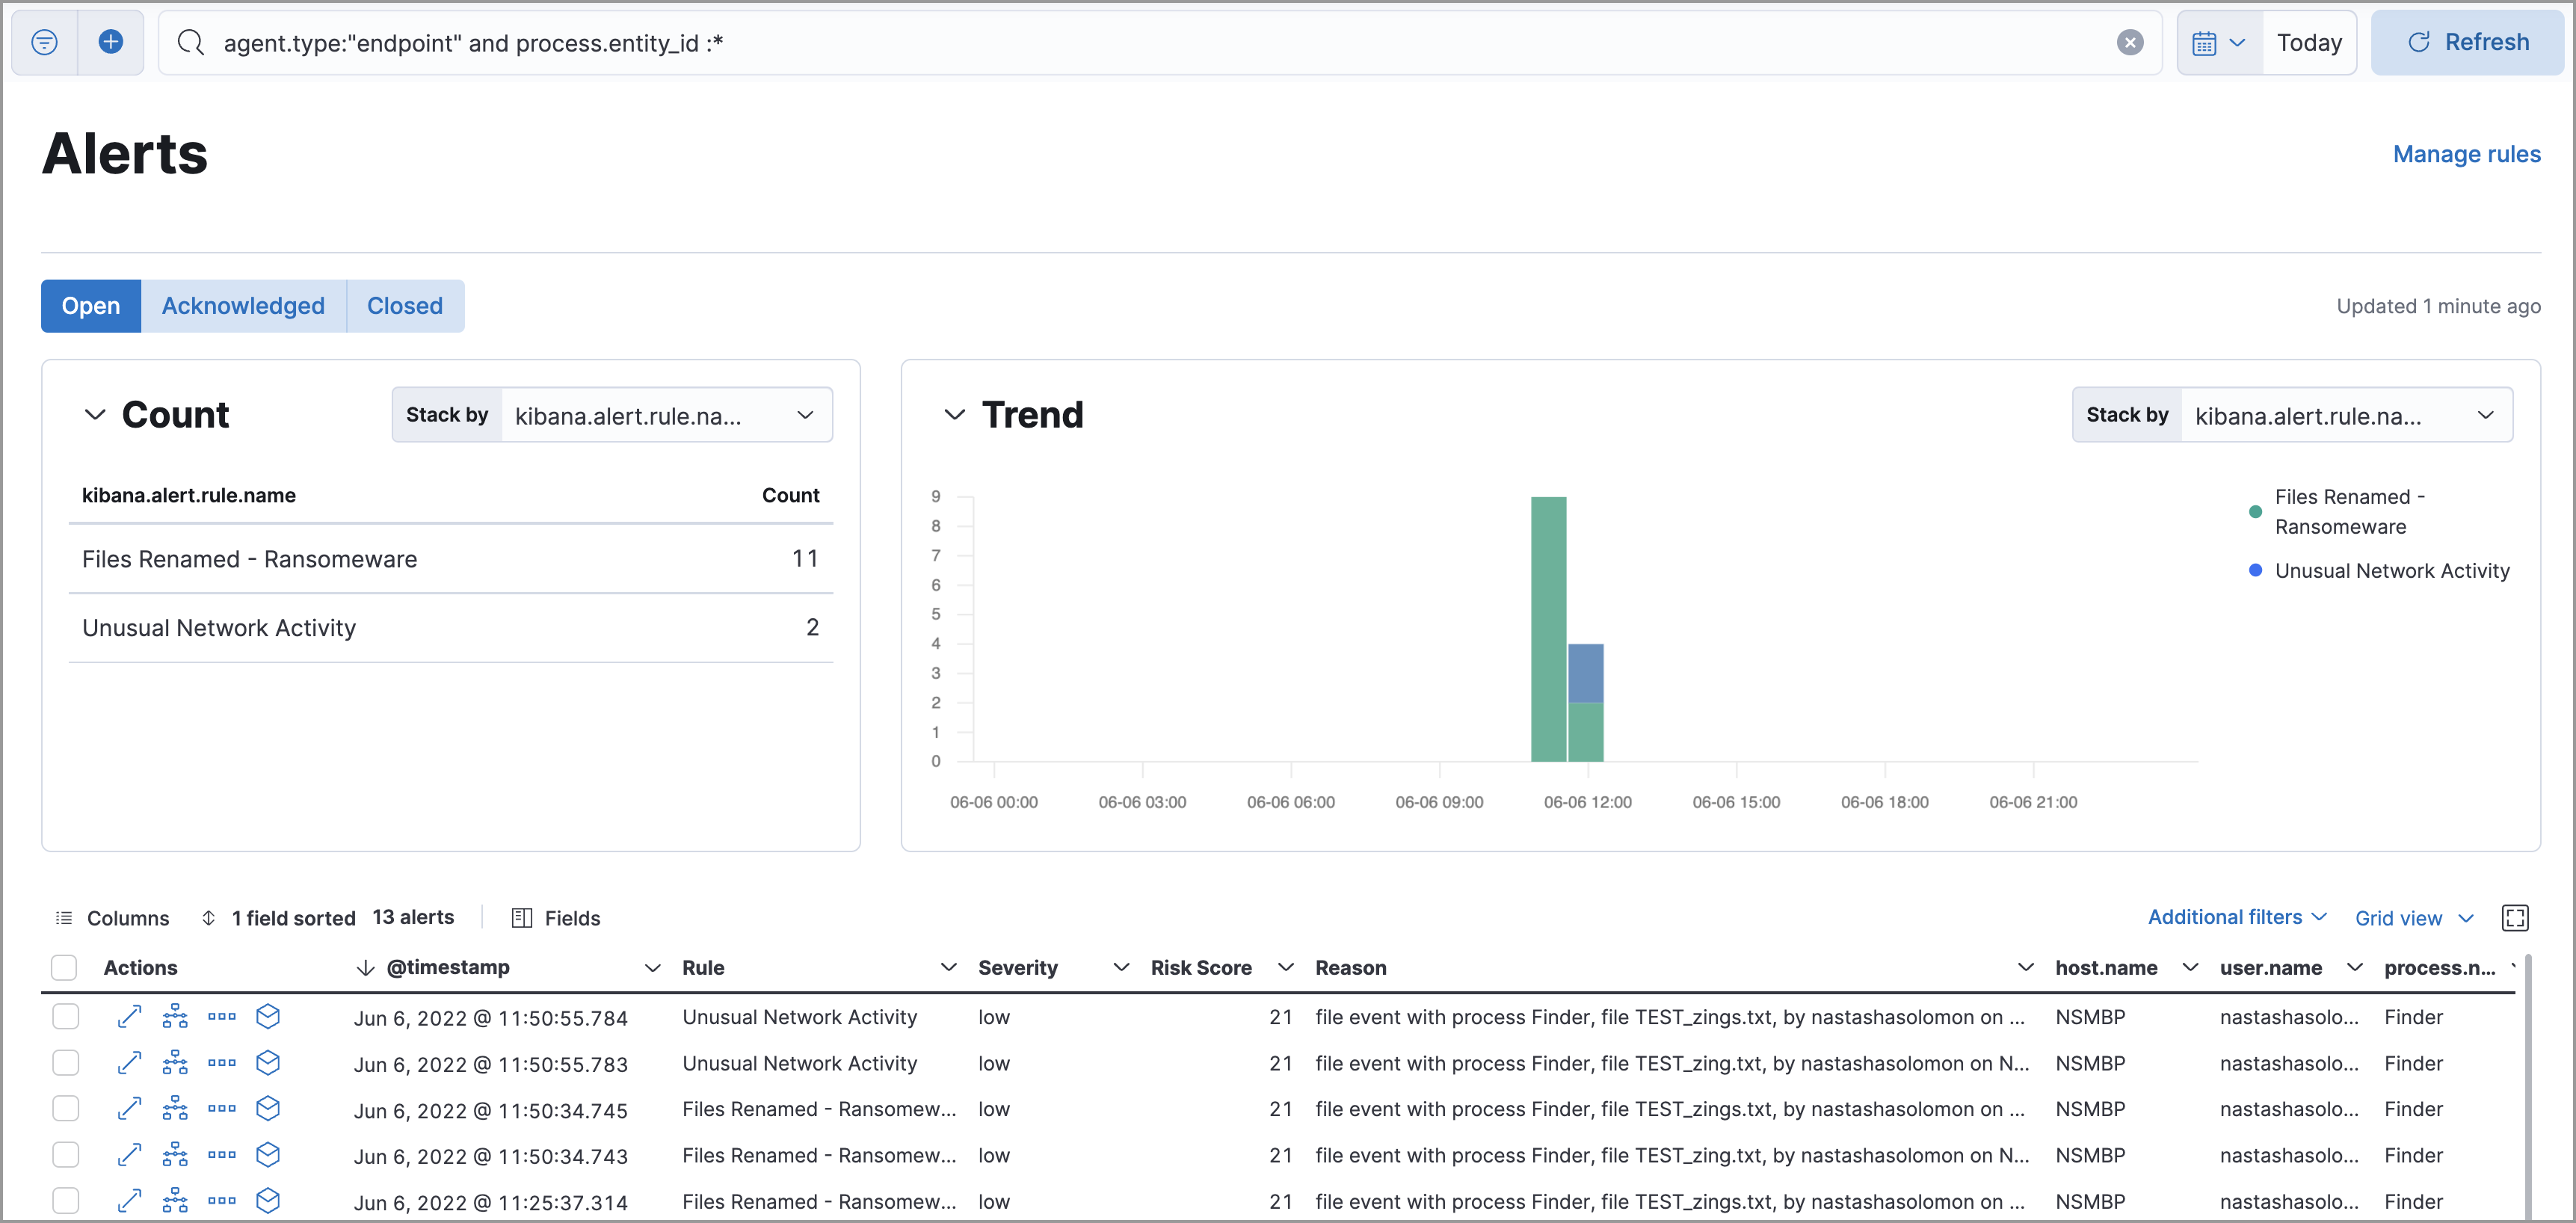 agent.type:"endpoint" and process.entity_id :*
Today
Refresh
Alerts
Manage rules
Open Acknowledged Closed
Updated 1 minute ago
Count
Stack by kibana.alert.rule.na...
kibana.alert.rule.name Count
Files Renamed - Ransomeware 11
Unusual Network Activity 2
Trend
Stack by kibana.alert.rule.na...
9
8
7
6
5
4
3
2
1
0
06-06 00:00 06-06 03:00 06-06 06:00 06-06 09:00 06-06 12:00 06-06 15:00 06-06 18:00 06-06 21:00
Files Renamed -
Ransomeware
Unusual Network Activity
Columns 1 field sorted 13 alerts Fields
Additional filters Grid view
Actions @timestamp Rule Severity Risk Score Reason host.name user.name process.n...
Jun 6, 2022 @ 11:50:55.784 Unusual Network Activity low 21 file event with process Finder, file TEST_zings.txt, by nastashasolomon on ... NSMBP nastashasolo... Finder
Jun 6, 2022 @ 11:50:55.783 Unusual Network Activity low 21 file event with process Finder, file TEST_zing.txt, by nastashasolomon on N... NSMBP nastashasolo... Finder
Jun 6, 2022 @ 11:50:34.745 Files Renamed - Ransomew... low 21 file event with process Finder, file TEST_zings.txt, by nastashasolomon on ... NSMBP nastashasolo... Finder
Jun 6, 2022 @ 11:50:34.743 Files Renamed - Ransomew... low 21 file event with process Finder, file TEST_zing.txt, by nastashasolomon on N... NSMBP nastashasolo... Finder
Jun 6, 2022 @ 11:25:37.314 Files Renamed - Ransomew... low 21 file event with process Finder, file TEST_zings.txt, by nastashasolomon on ... NSMBP nastashasolo... Finder